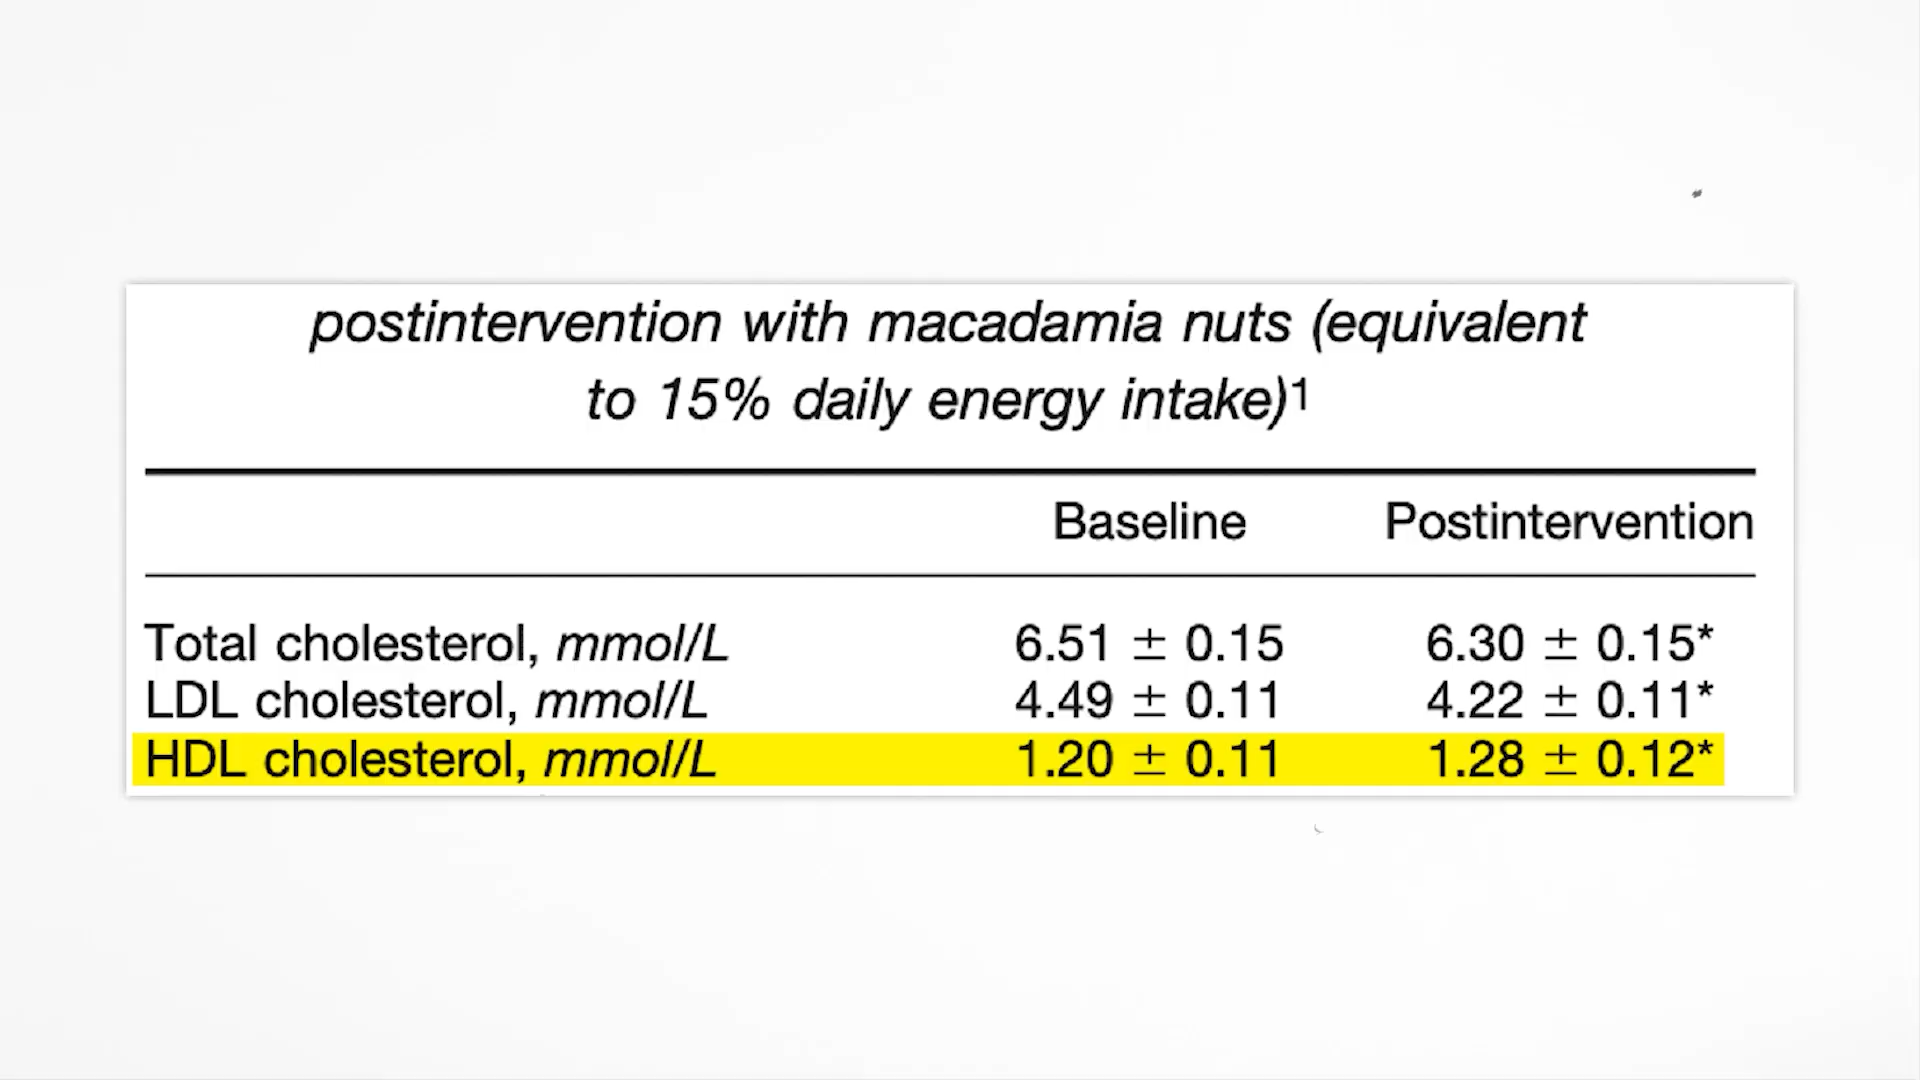 postintervention with macadamia nuts (equivalent
to 15% daily energy intake)1
Baseline Postintervention
Total cholesterol, mmol/L 6.51 ± 0.15 6.30 ± 0.15*
LDL cholesterol, mmol/L 4.49 ± 0.11 4.22 ± 0.11*
HDL cholesterol, mmol/L 1.20 ± 0.11 1.28 ± 0.12*